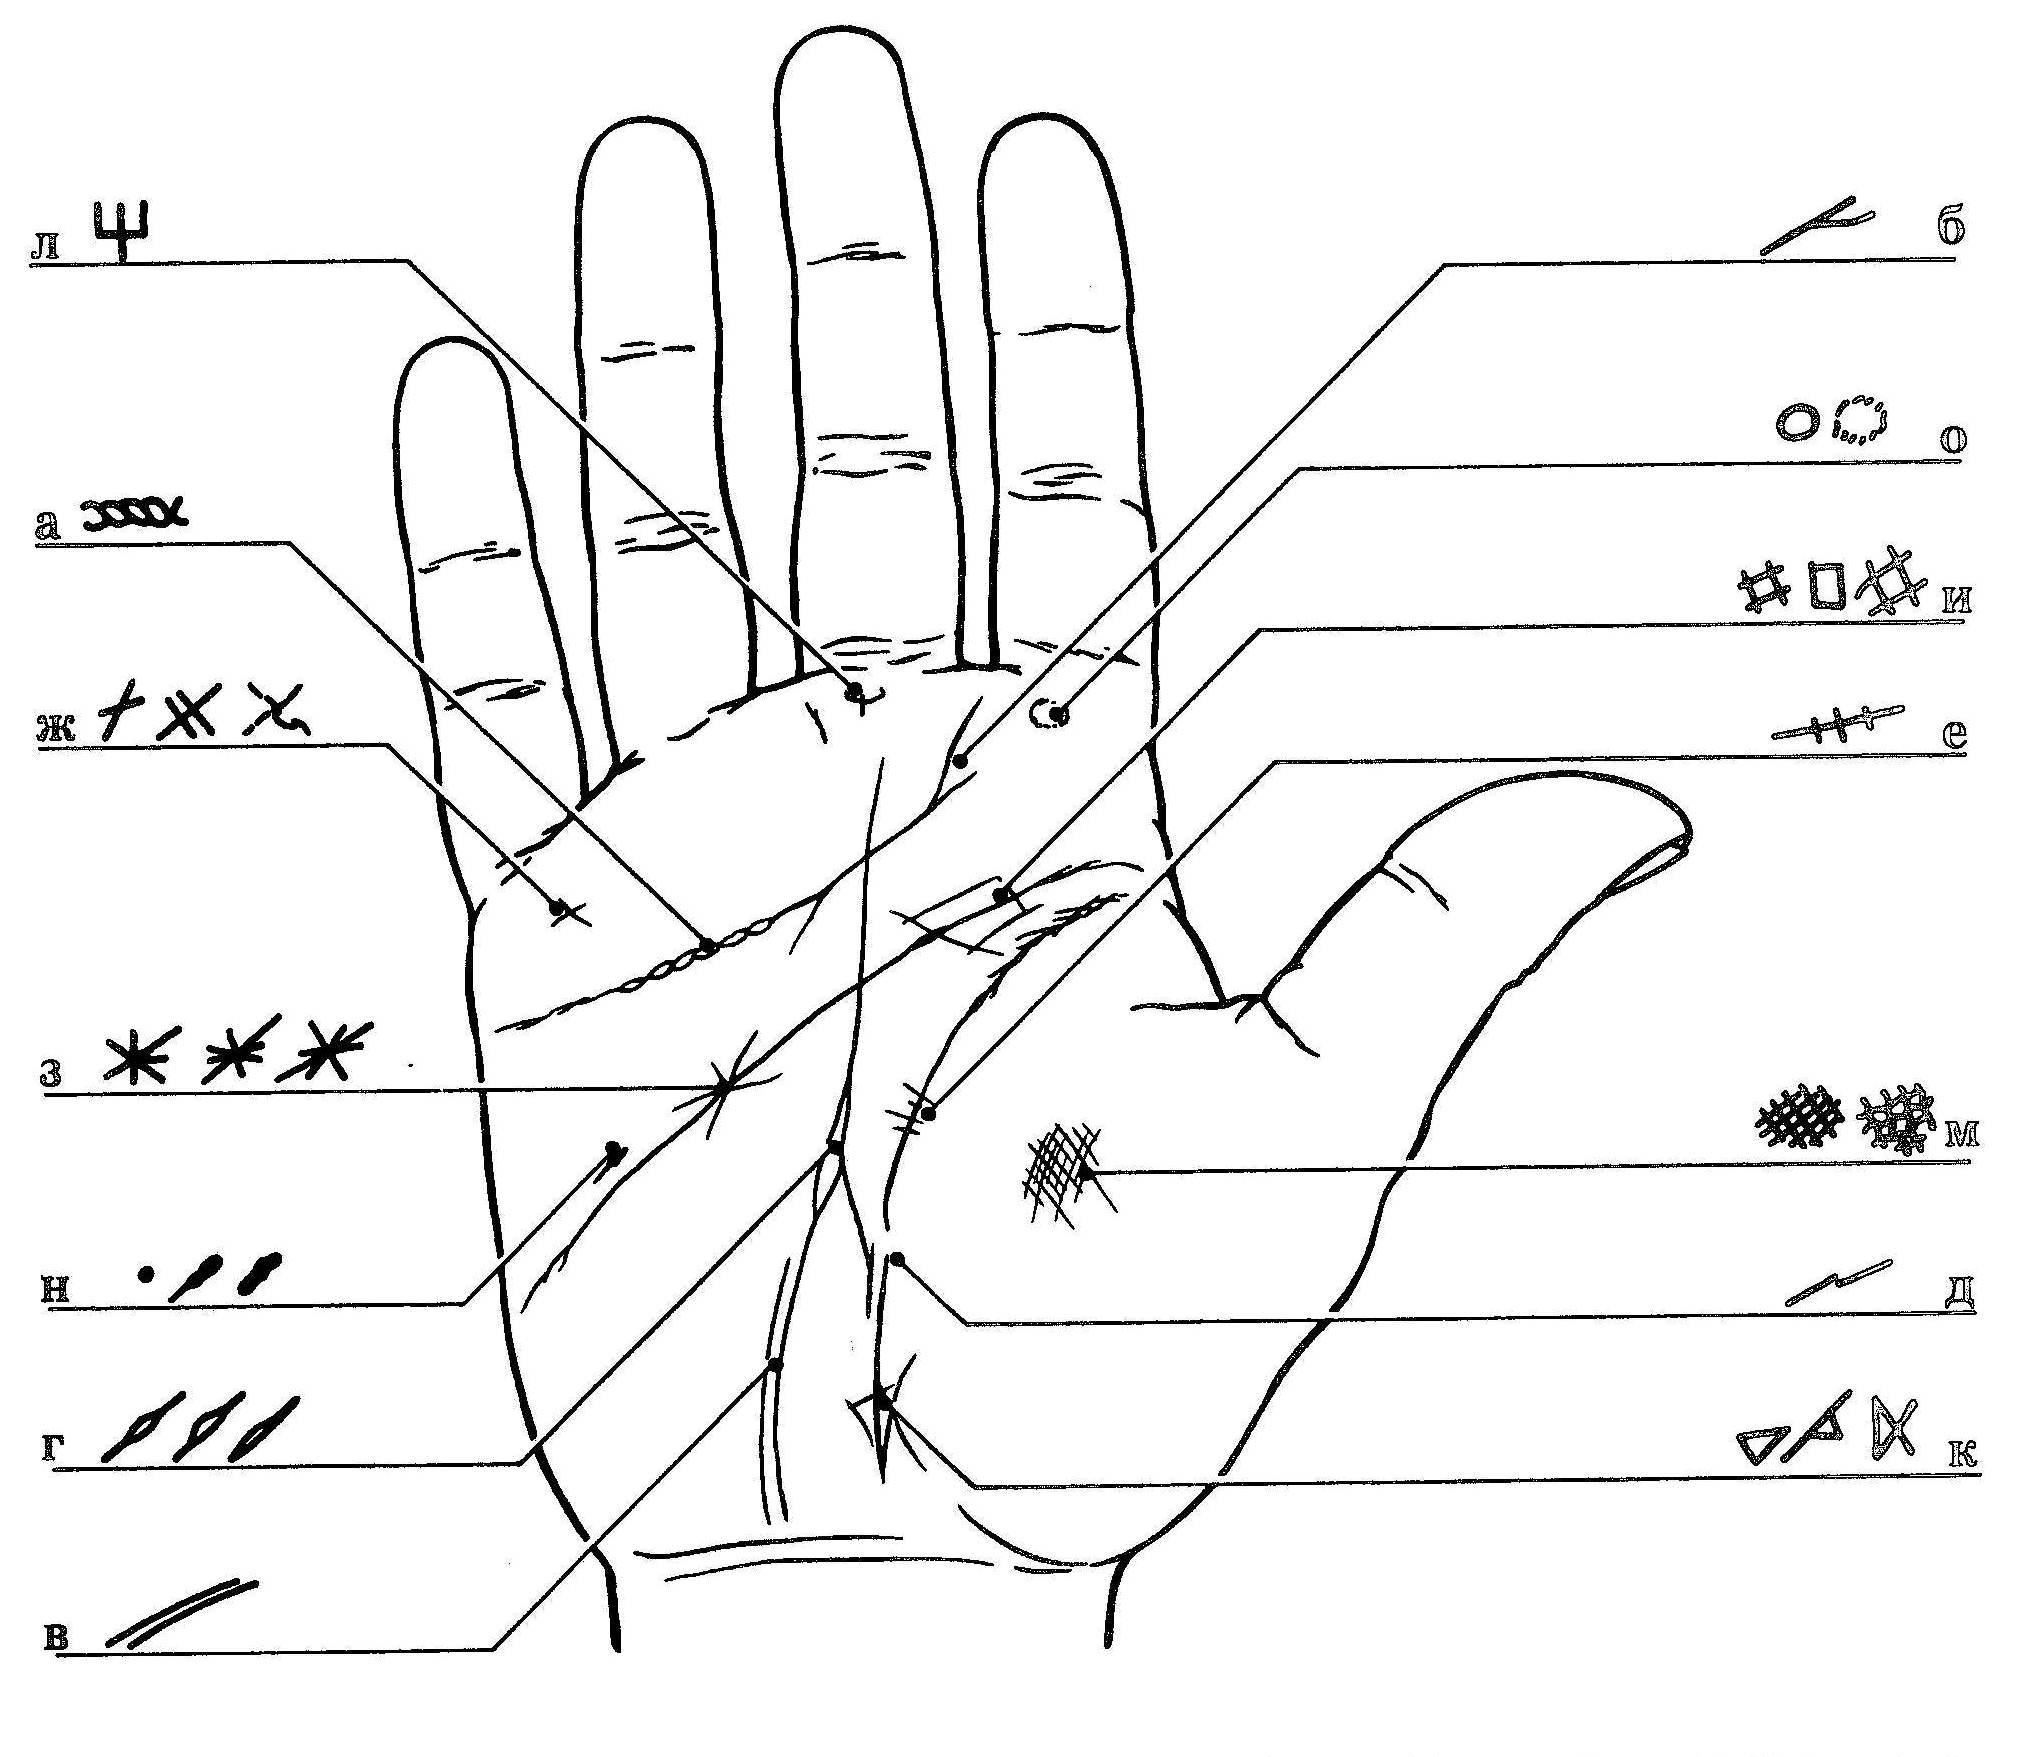 л
б
о
а
и
ж
е
з
м
н
д
г
к
в